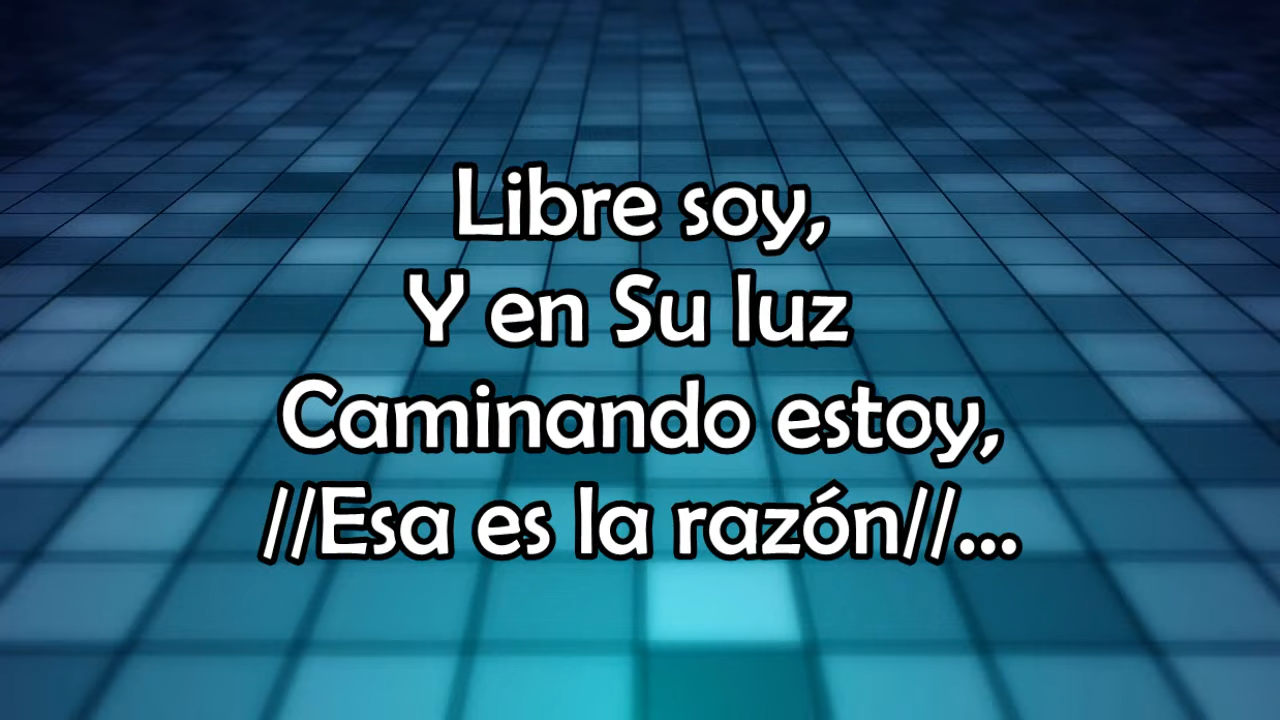 Libre soy,
Y en Su luz
Caminando estoy,
//Esa es la razón//...